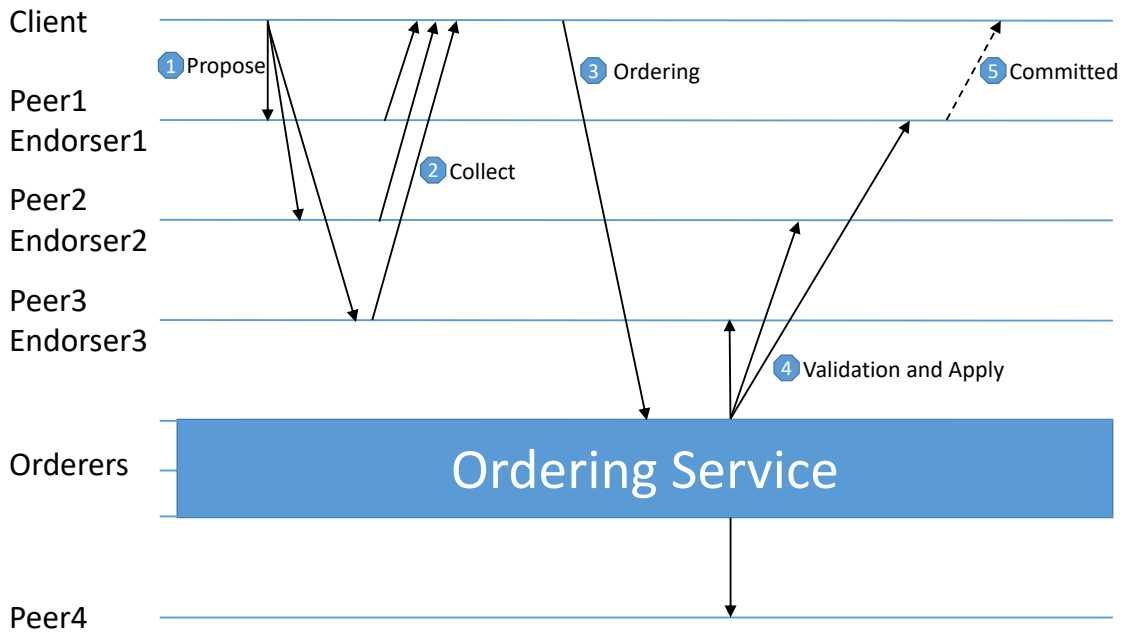 Client
1 Propose
3 Ordering
5 Committed
Peer1
Endorser1
2 Collect
Peer2
Endorser2
Peer3
Endorser3
4 Validation and Apply
Orderers
Ordering Service
Peer4